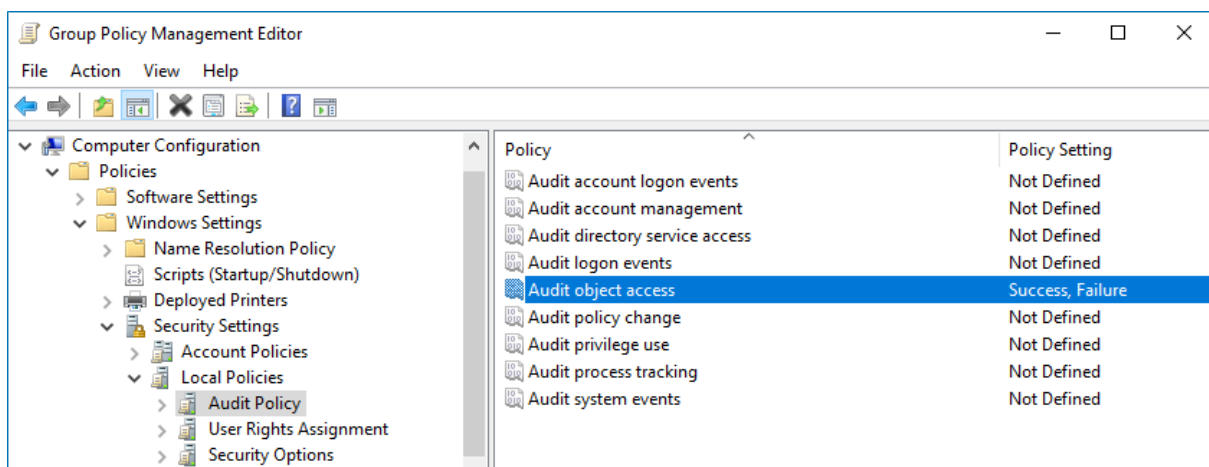 Group Policy Management Editor
File Action View Help
Computer Configuration
Policies
Software Settings
Windows Settings
Name Resolution Policy
Scripts (Startup/Shutdown)
Deployed Printers
Security Settings
Account Policies
Local Policies
Audit Policy
User Rights Assignment
Security Options
Policy Policy Setting
Audit account logon events Not Defined
Audit account management Not Defined
Audit directory service access Not Defined
Audit logon events Not Defined
Audit object access Success, Failure
Audit policy change Not Defined
Audit privilege use Not Defined
Audit process tracking Not Defined
Audit system events Not Defined